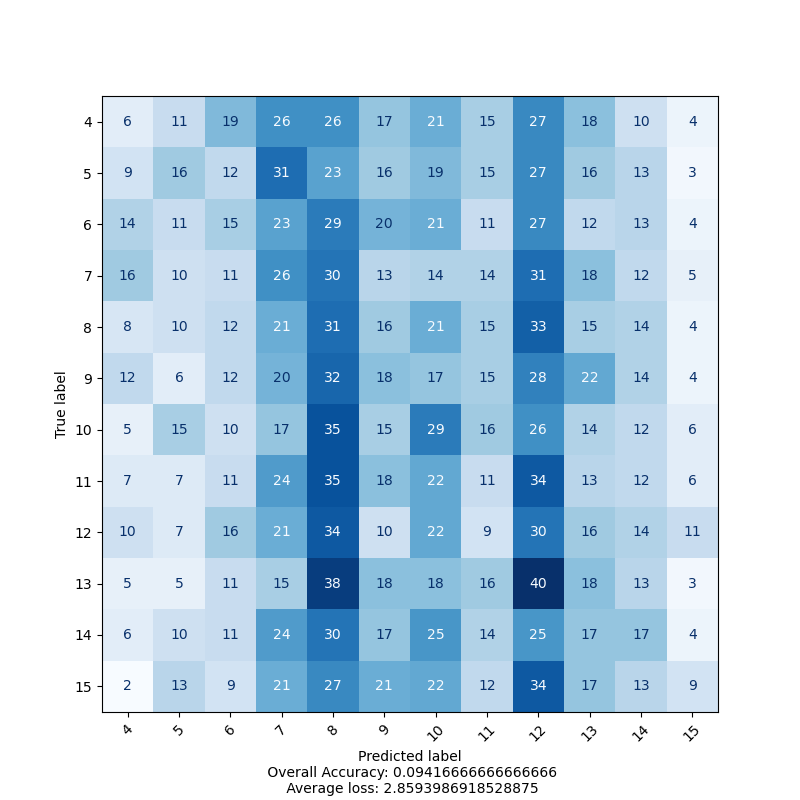 4 6 11 19 26 26 17 21 15 27 18 10 4
5 9 16 12 31 23 16 19 15 27 16 13 3
6 14 11 15 23 29 20 21 11 27 12 13 4
7 16 10 11 26 30 13 14 14 31 18 12 5
8 8 10 12 21 31 16 21 15 33 15 14 4
9 12 6 12 20 32 18 17 15 28 22 14 4
10 5 15 10 17 35 15 29 16 26 14 12 6
11 7 7 11 24 35 18 22 11 34 13 12 6
12 10 7 16 21 34 10 22 9 30 16 14 11
13 5 5 11 15 38 18 18 16 40 18 13 3
14 6 10 11 24 30 17 25 14 25 17 17 4
15 2 13 9 21 27 21 22 12 34 17 13 9
True label
4 5 6 7 8 9 10 11 12 13 14 15
Predicted label
Overall Accuracy: 0.09416666666666666
Average loss: 2.8593986918528875